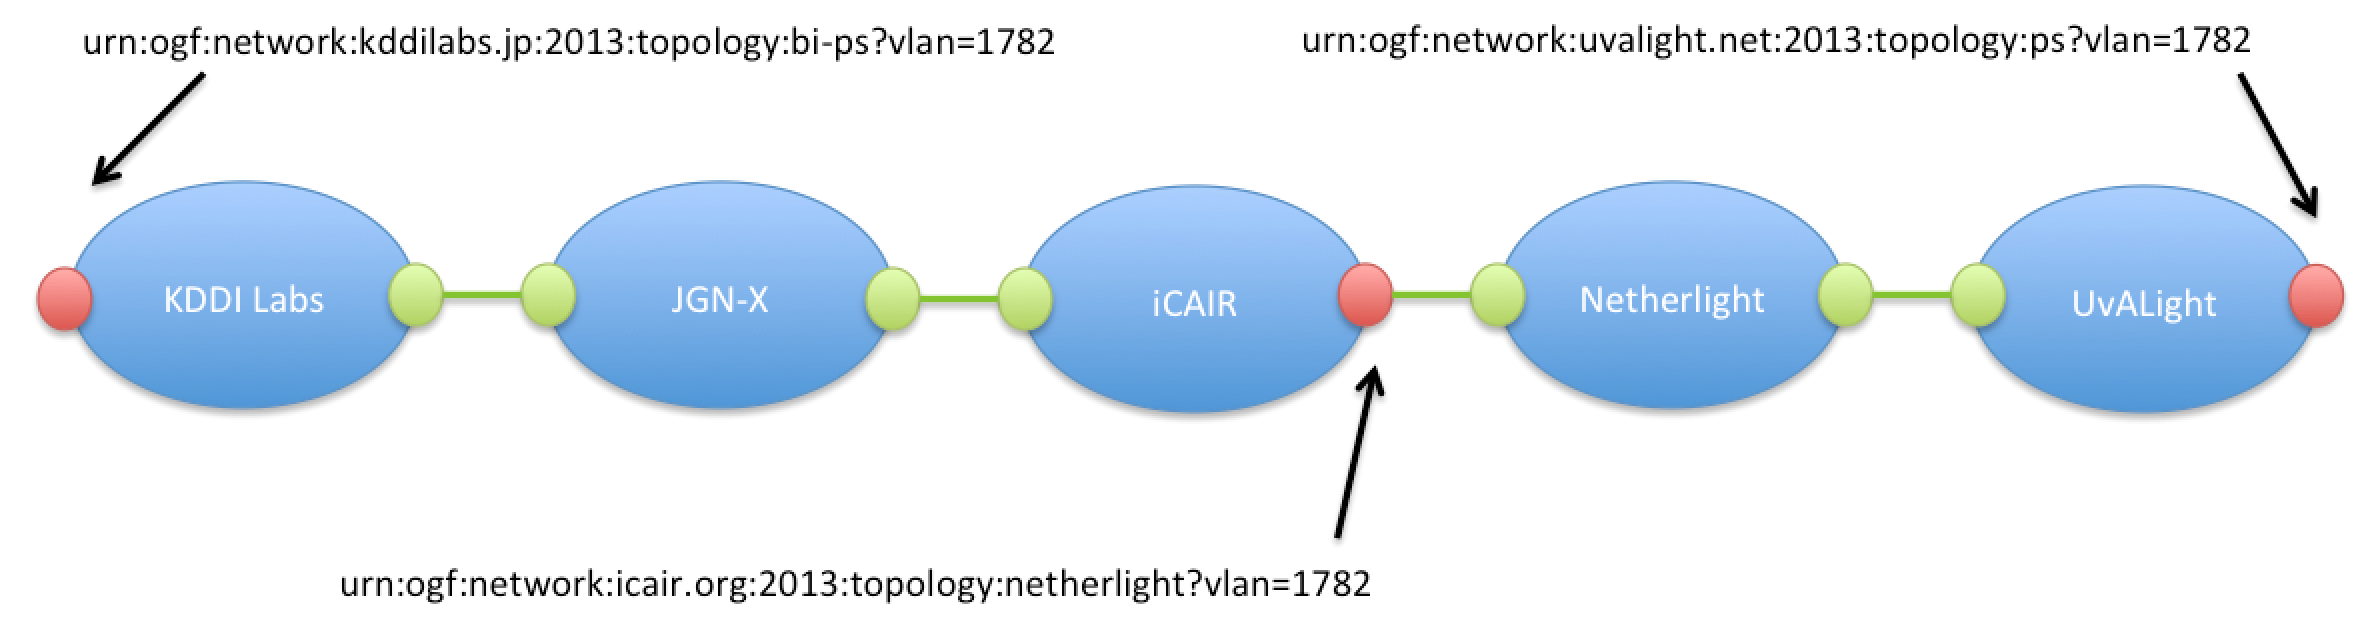 urn:ogf:network:kddilabs.jp:2013:topology:bi-ps?vlan=1782
urn:ogf:network:uvalight.net:2013:topology:ps?vlan=1782
KDDI Labs
JGN-X
iCAIR
Netherlight
UvALight
urn:ogf:network:icair.org:2013:topology:netherlight?vlan=1782